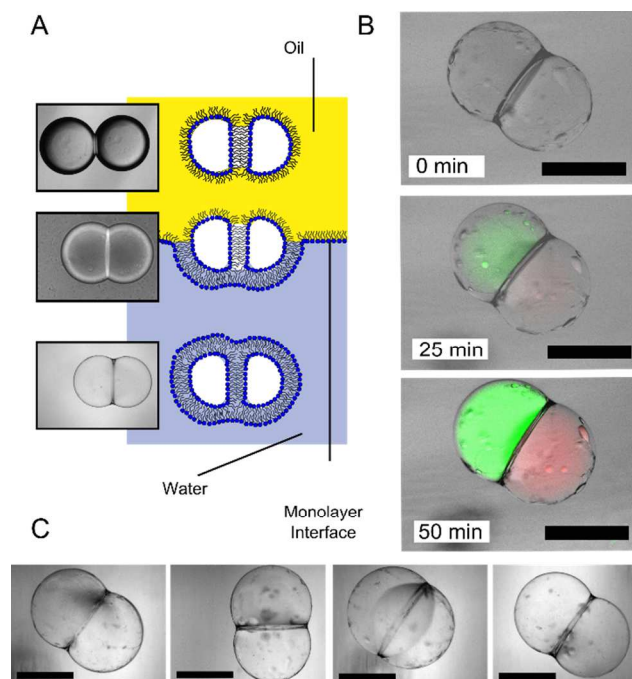 A
Oil
Water
Monolayer
Interface
B
0 min
25 min
50 min
C